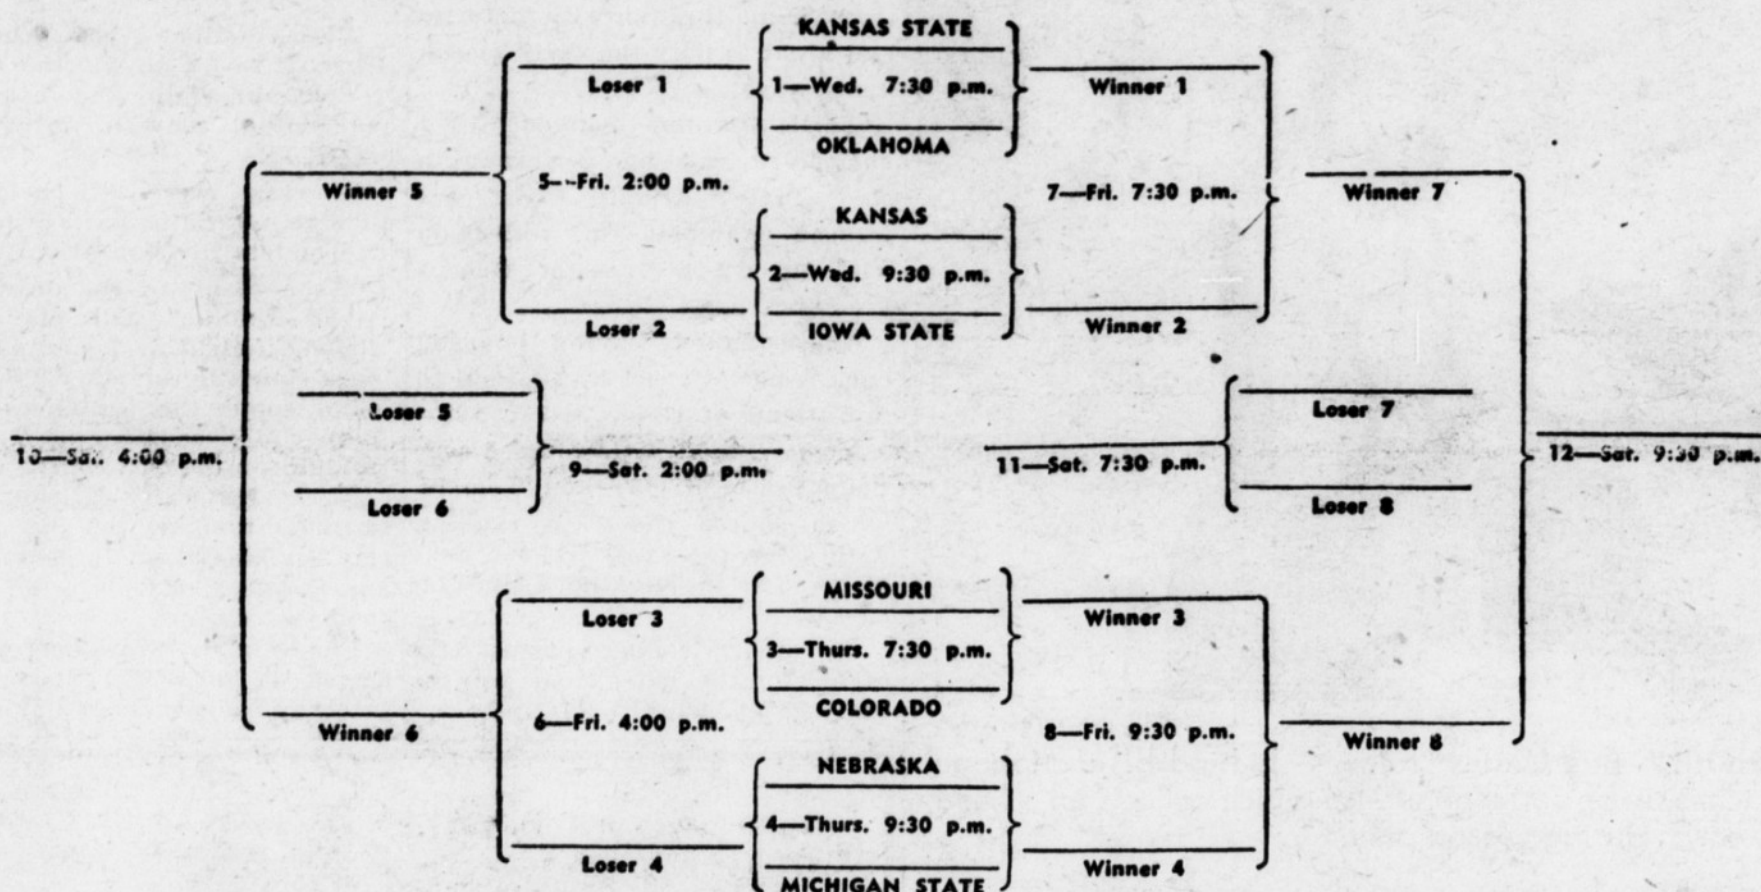 KANSAS STATE
Loser 1
1—Wed. 7:30 p.m.
Winner 1
OKLAHOMA
Winner 5
5--Fri. 2:00 p.m.
7—Fri. 7:30 p.m.
Winner 7
KANSAS
2—Wed. 9:30 p.m.
Loser 2
IOWA STATE
Winner 2
Loser 5
Loser 7
10—Sat. 4:00 p.m.
9—Sat. 2:00 p.m.
11—Sat. 7:30 p.m.
12—Sat. 9:30 p.m.
Loser 6
Loser 8
MISSOURI
Loser 3
3—Thurs. 7:30 p.m.
Winner 3
COLORADO
Winner 6
6—Fri. 4:00 p.m.
8—Fri. 9:30 p.m.
Winner 8
NEBRASKA
4—Thurs. 9:30 p.m.
Loser 4
MICHIGAN STATE
Winner 4